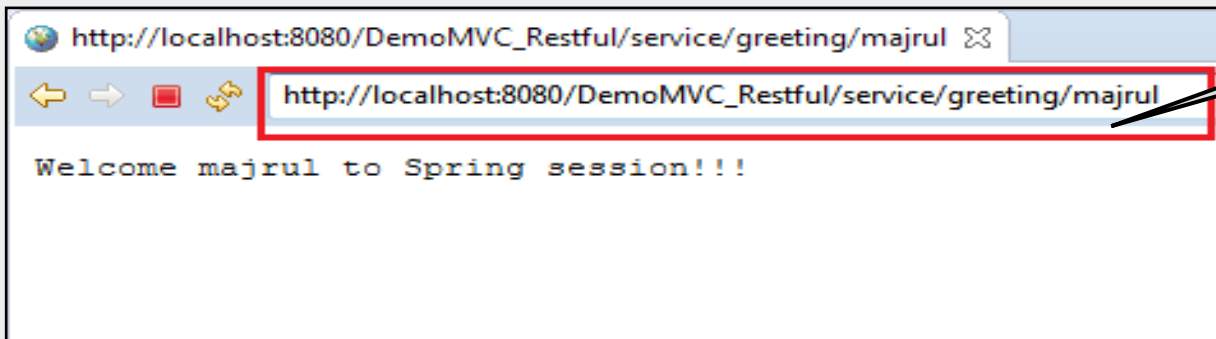 http://localhost:8080/DemoMVC_Restful/service/greeting/majrul
http://localhost:8080/DemoMVC_Restful/service/greeting/majrul
Welcome majrul to Spring session!!!